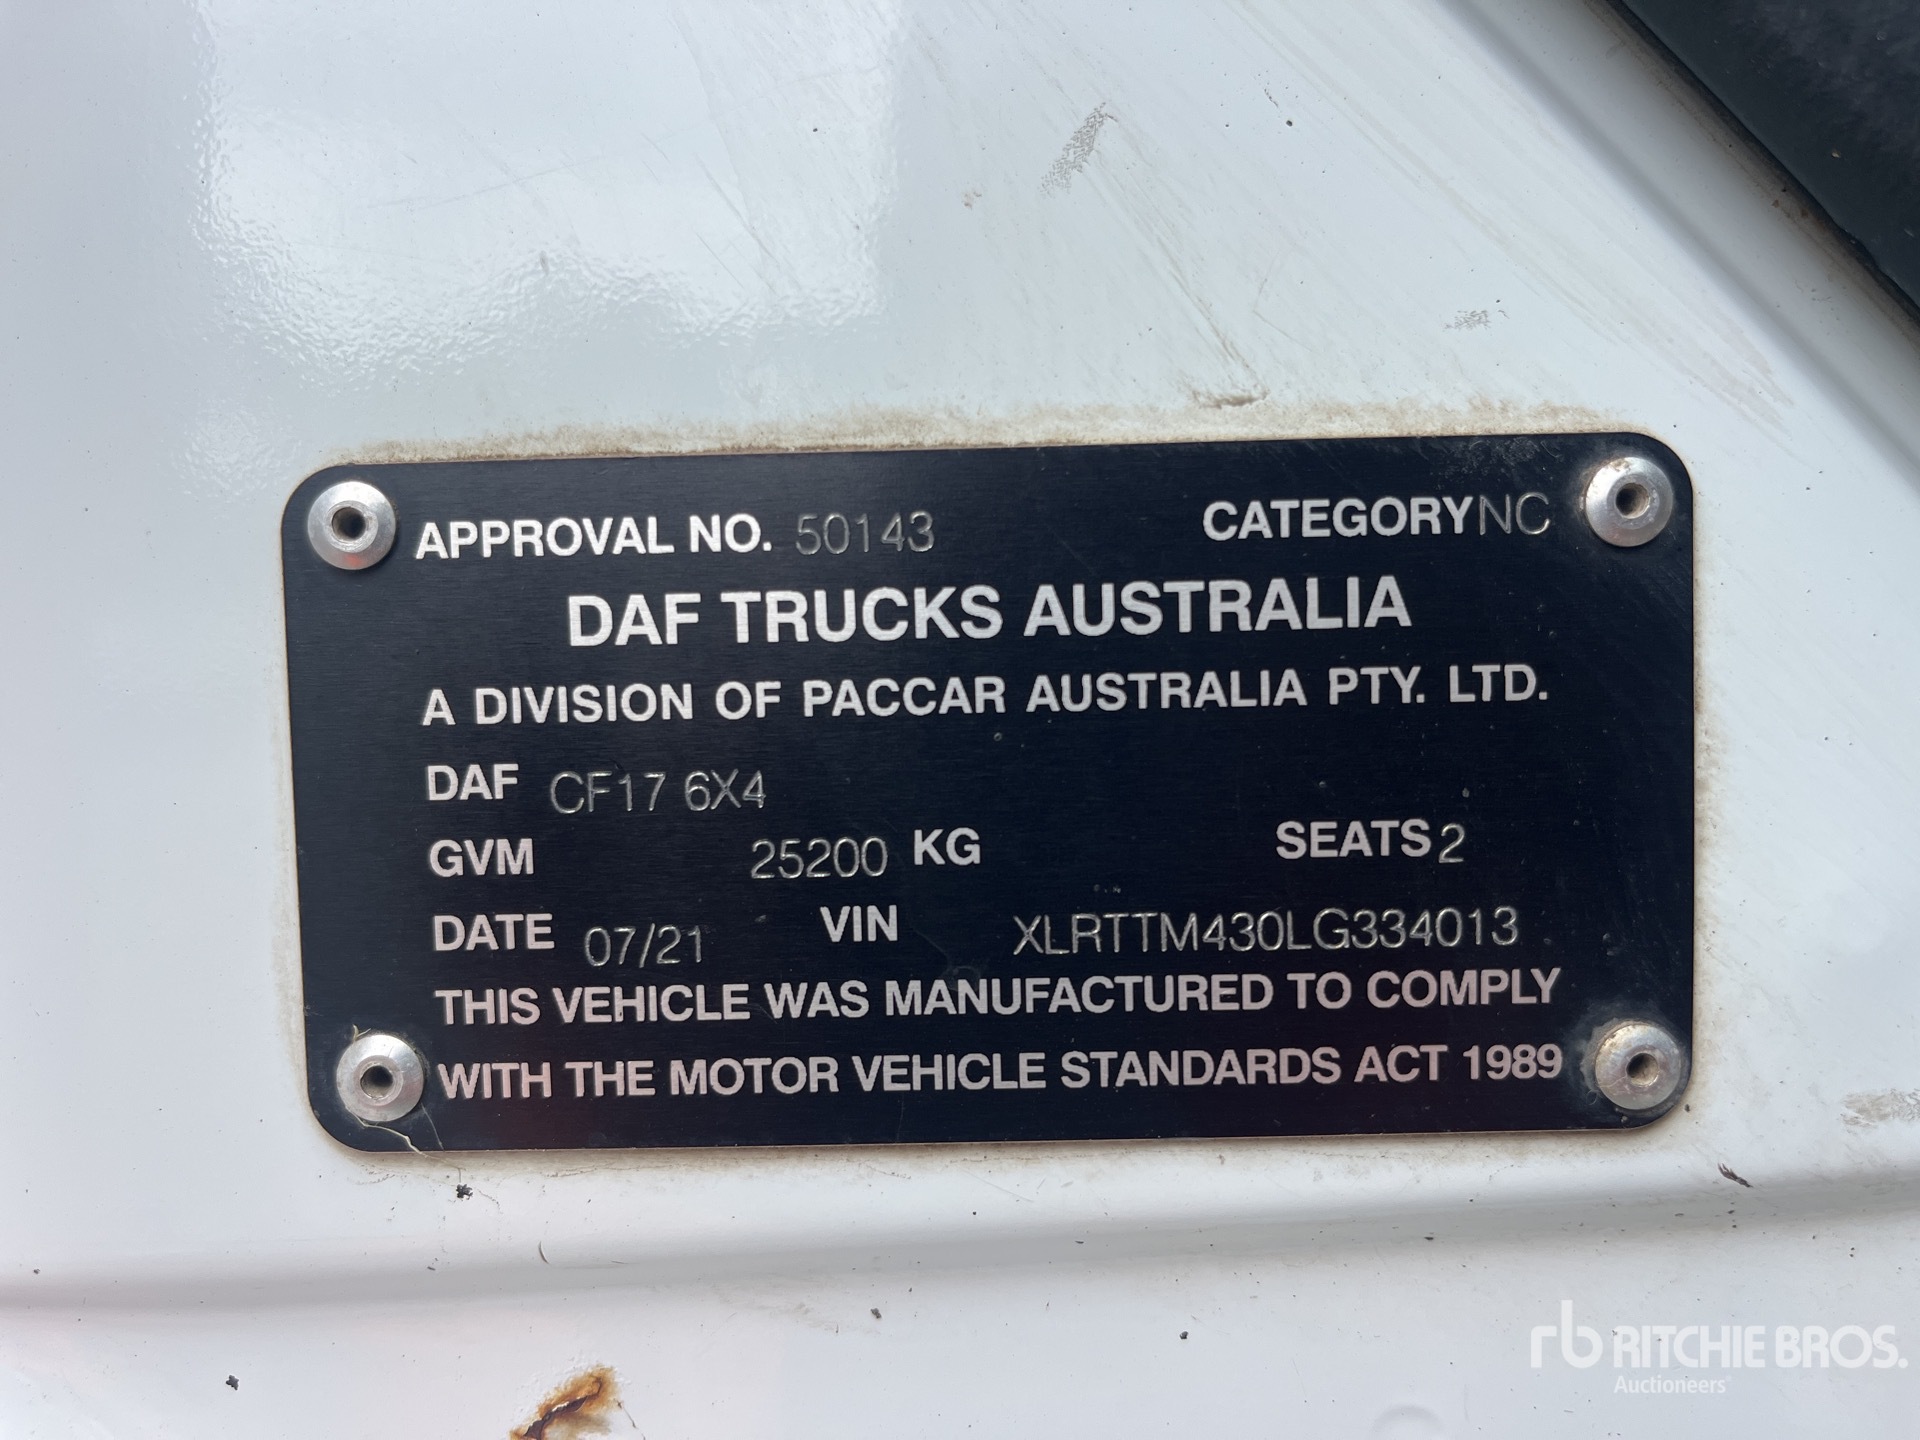 APPROVAL NO. 50143 CATEGORY NC
DAF TRUCKS AUSTRALIA
A DIVISION OF PACCAR AUSTRALIA PTY. LTD.
DAF CF17 6X4
GVM 25200 KG SEATS 2
DATE 07/21 VIN XLRTTM430LG334013
THIS VEHICLE WAS MANUFACTURED TO COMPLY
WITH THE MOTOR VEHICLE STANDARDS ACT 1989
rb RITCHIE BROS.
Auctioneers